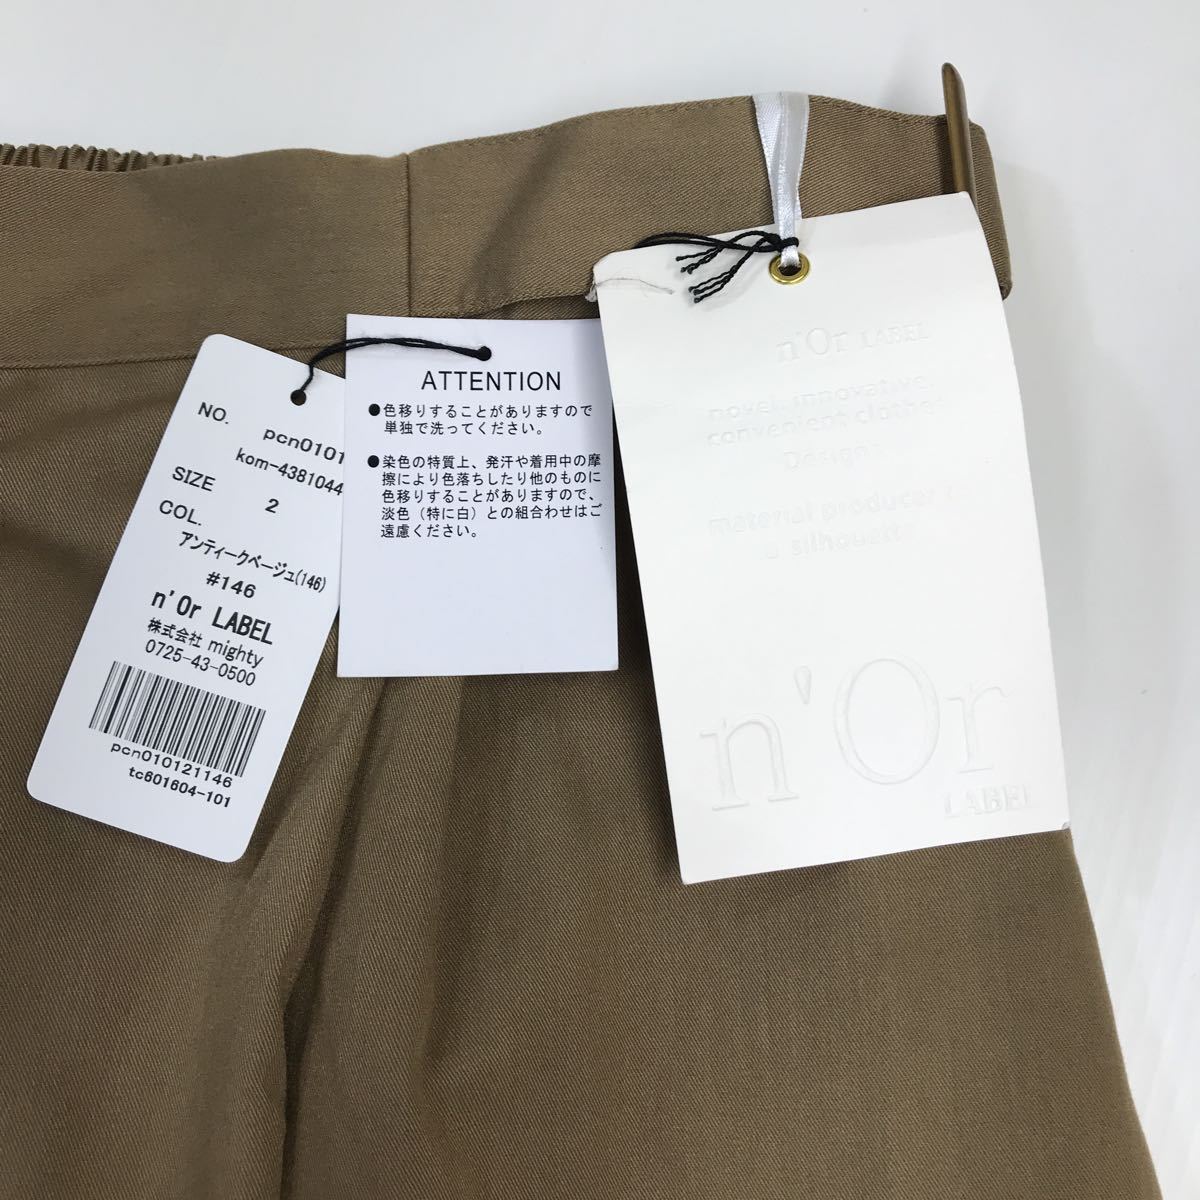 NO.
pcn0101
kom-4381044
SIZE 2
COL.
アンティークベージュ(146)
#146
n'Or LABEL
株式会社 mighty
0725-43-0500
pcn010121146
tc601604-101
ATTENTION
●色移りすることがありますので
単独で洗ってください。
●染色の特質上、発汗や着用中の摩
擦により色落ちしたり他のものに
色移りすることがありますので、
淡色（特に白）との組合わせはご
遠慮ください。
n'Or LABEL
novel, innovative,
convenient clothes
Designs
material producer
a silhouette
n'Or
LABEL